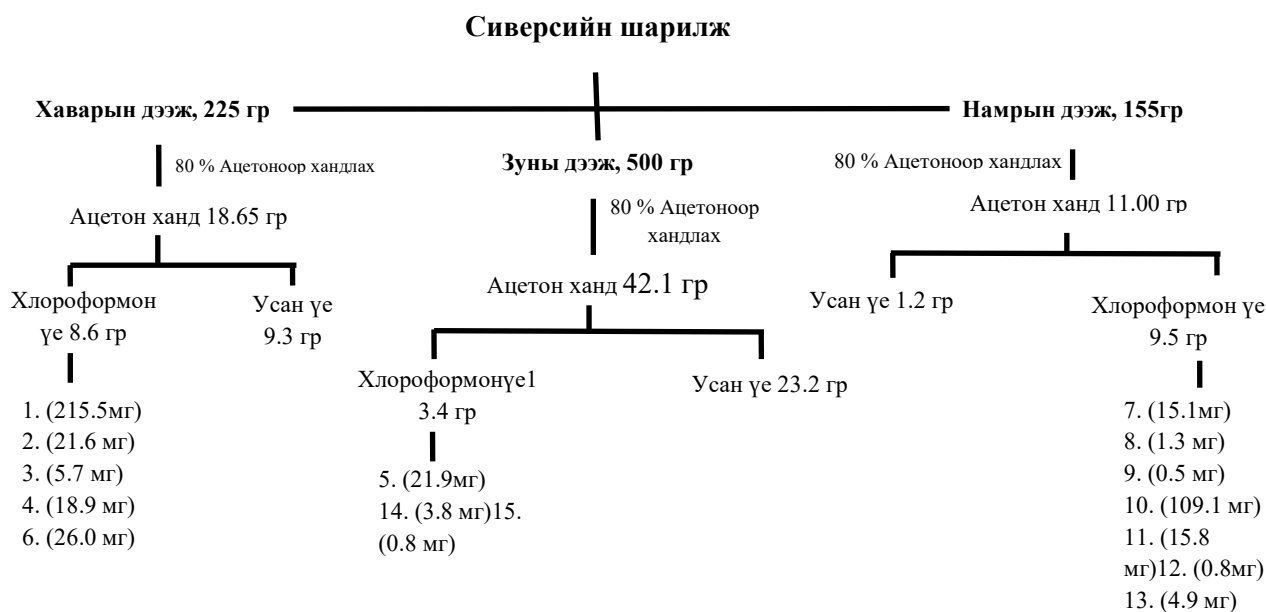 Сиверсийн шарилж
Хаварын дээж, 225 гр
80 % Ацетоноор хандлах
Ацетон ханд 18.65 гр
Хлороформон
үе 8.6 гр
Усан үе
9.3 гр
1. (215.5мг)
2. (21.6 мг)
3. (5.7 мг)
4. (18.9 мг)
6. (26.0 мг)
Зуны дээж, 500 гр
80 % Ацетоноор
хандлах
Ацетон ханд 42.1 гр
Хлороформонүе1
3.4 гр
Усан үе 23.2 гр
5. (21.9мг)
14. (3.8 мг)15.
(0.8 мг)
Намрын дээж, 155гр
80 % Ацетоноор хандлах
Ацетон ханд 11.00 гр
Усан үе 1.2 гр
Хлороформон үе
9.5 гр
7. (15.1мг)
8. (1.3 мг)
9. (0.5 мг)
10. (109.1 мг)
11. (15.8
мг)12. (0.8мг)
13. (4.9 мг)